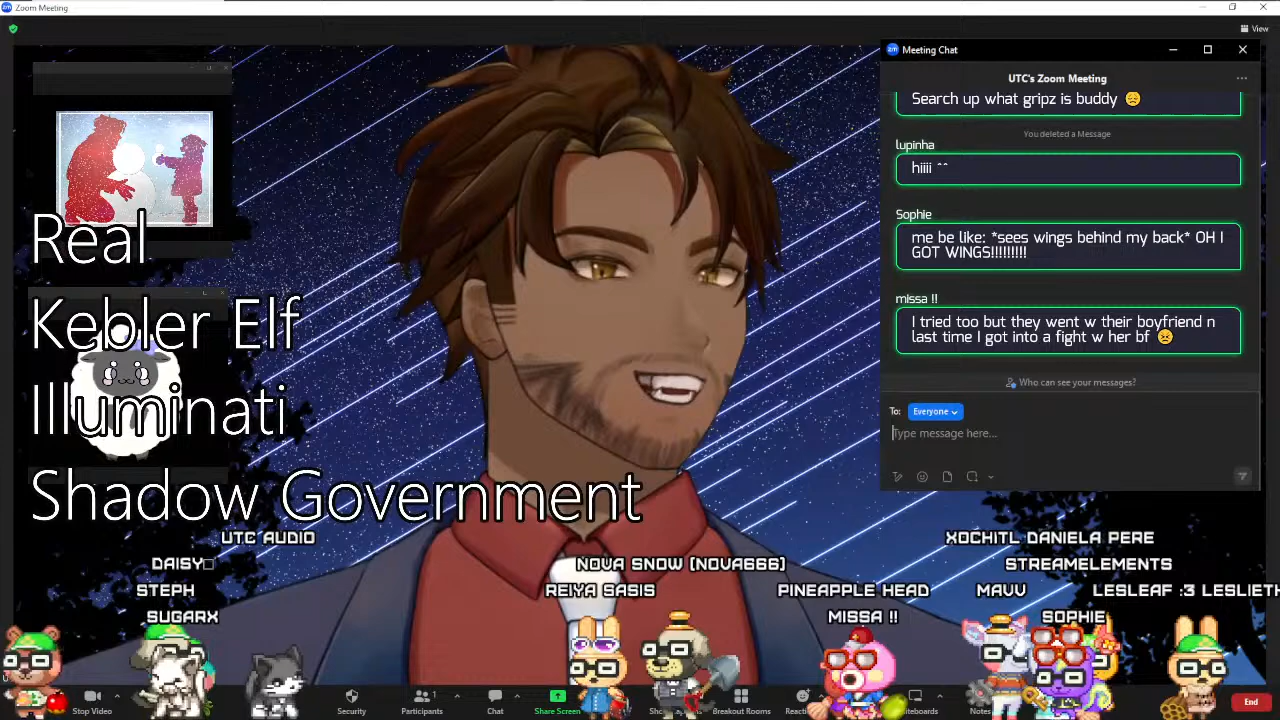 Zoom Meeting
View
Meeting Chat
UTC's Zoom Meeting
Search up what gripz is buddy 😔
You deleted a Message
lupinha
hiiii ^^
Sophie
me be like: *sees wings behind my back* OH I
GOT WINGS!!!!!!!!!
missa !!
I tried too but they went w their boyfriend n
last time I got into a fight w her bf 😣
Who can see your messages?
To: Everyone
Type message here...
Real
Kebler Elf
Illuminati
Shadow Government
UTC AUDIO
XOCHITL DANIELA PERE
DAISY□
NOVA SNOW [NOVA666]
STREAMELEMENTS
STEPH
REIYA SASIS
PINEAPPLE HEAD
MAVV
LESLEAF :3 LESLIETH
SUGARX
MISSA !!
SOPHIE
Stop Video
Security
Participants
1
Chat
Share Screen
Breakout Rooms
Notes
End